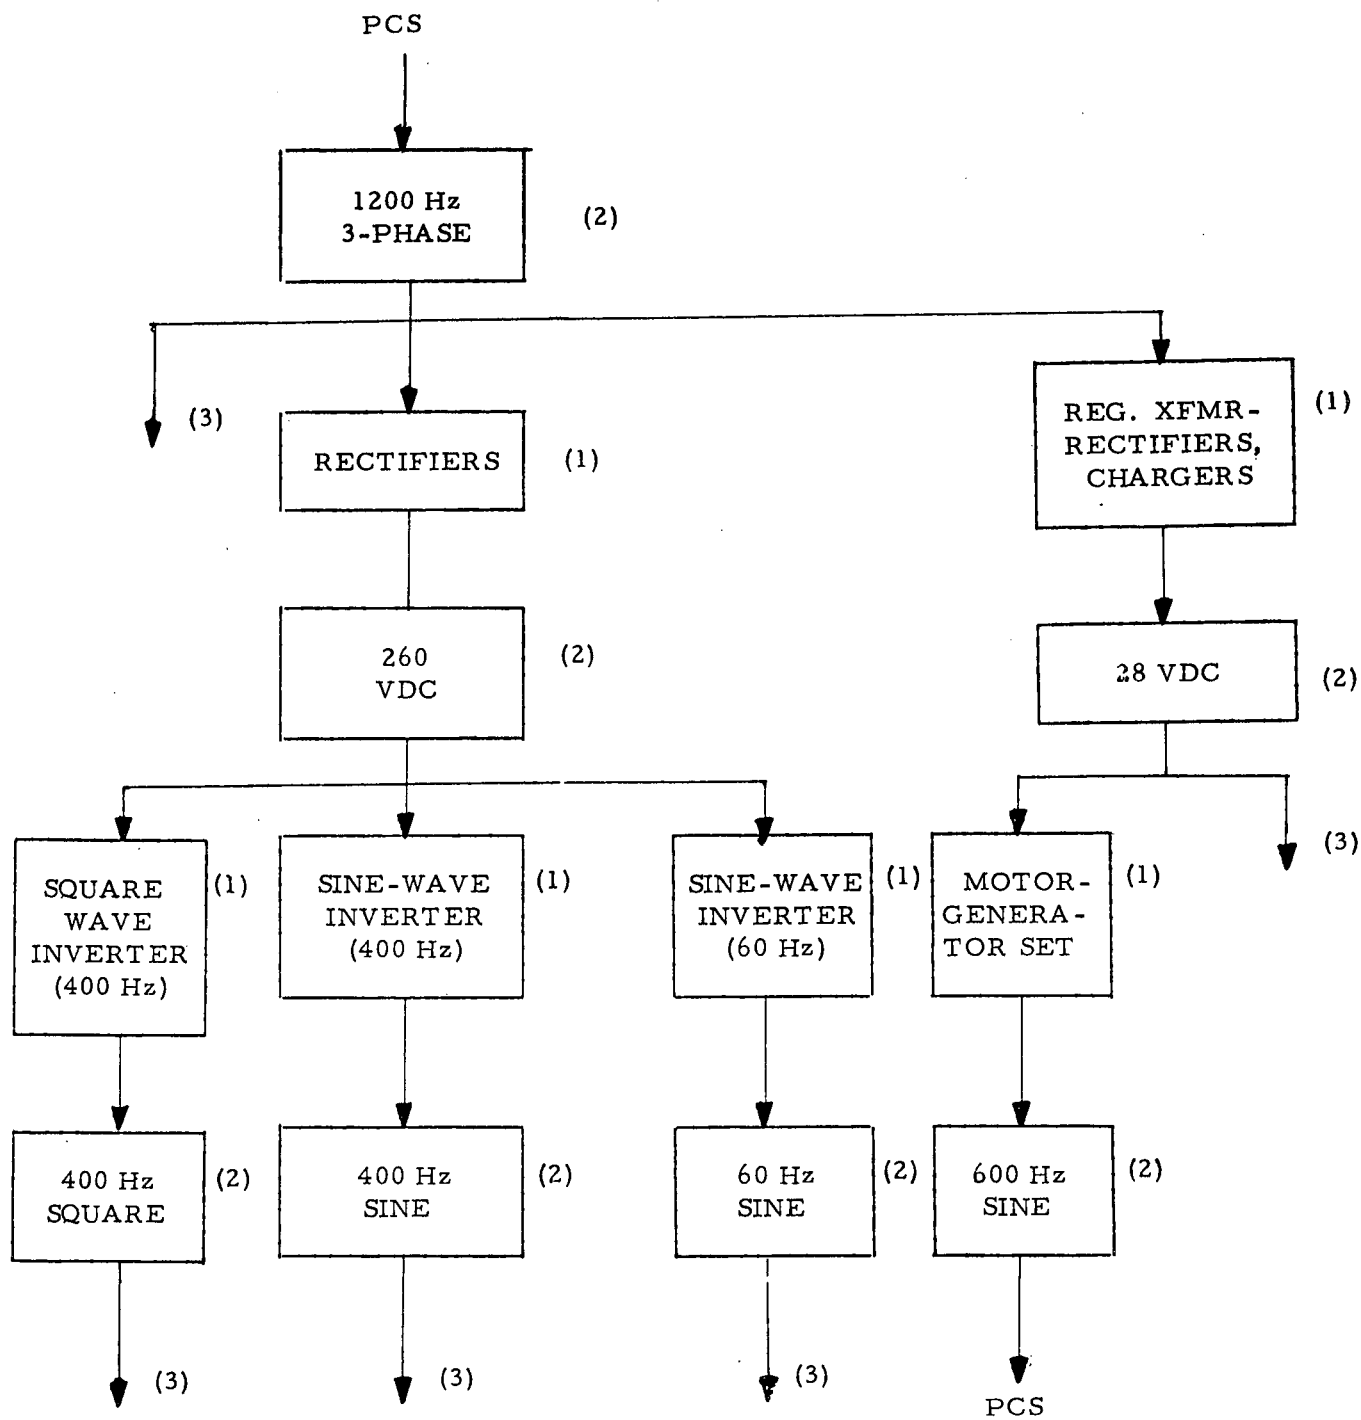 PCS
1200 Hz
3-PHASE
(2)
(3)
RECTIFIERS
(1)
REG. XFMR-
RECTIFIERS,
CHARGERS
(1)
260
VDC
(2)
28 VDC
(2)
(3)
SQUARE
WAVE
INVERTER
(400 Hz)
(1)
SINE-WAVE
INVERTER
(400 Hz)
(1)
SINE-WAVE
INVERTER
(60 Hz)
(1)
MOTOR-
GENERA-
TOR SET
(1)
400 Hz
SQUARE
(2)
400 Hz
SINE
(2)
60 Hz
SINE
(2)
600 Hz
SINE
(2)
(3)
(3)
(3)
PCS